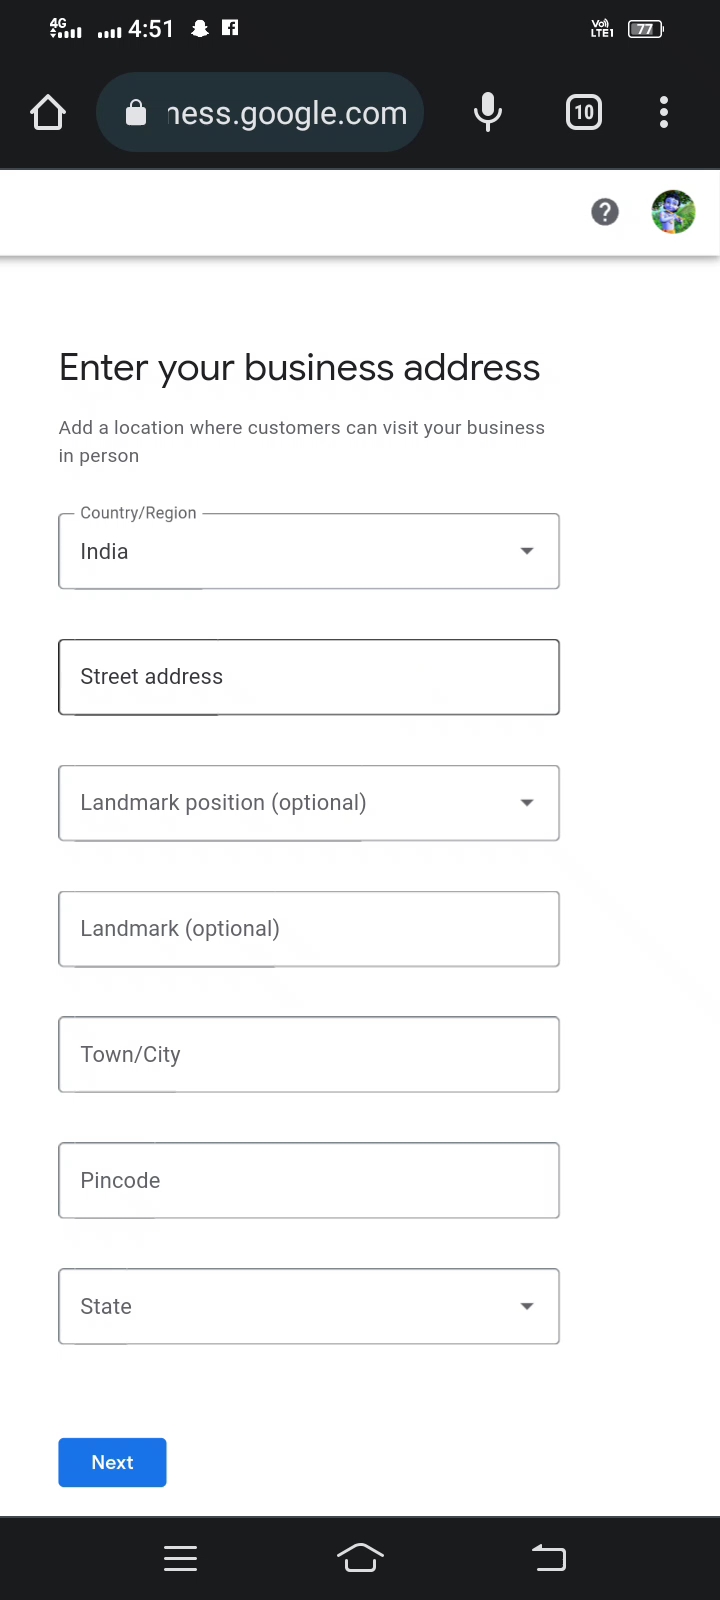 4G 4:51 Vo) LTE1 77
ness.google.com 10
?
Enter your business address
Add a location where customers can visit your business
in person
Country/Region
India
Street address
Landmark position (optional)
Landmark (optional)
Town/City
Pincode
State
Next